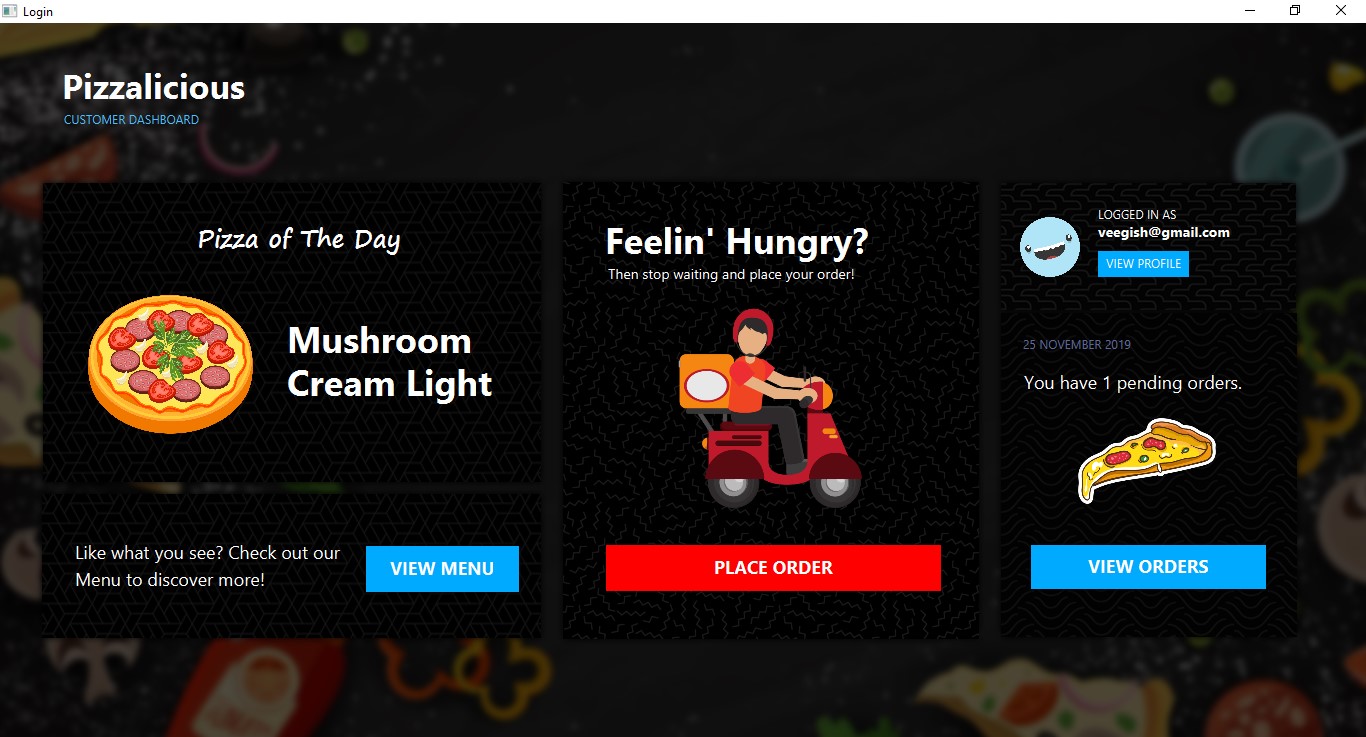 Login
Pizzalicious
CUSTOMER DASHBOARD
Pizza of The Day
Mushroom
Cream Light
Like what you see? Check out our
Menu to discover more!
VIEW MENU
Feelin' Hungry?
Then stop waiting and place your order!
PLACE ORDER
LOGGED IN AS
veegish@gmail.com
VIEW PROFILE
25 NOVEMBER 2019
You have 1 pending orders.
VIEW ORDERS